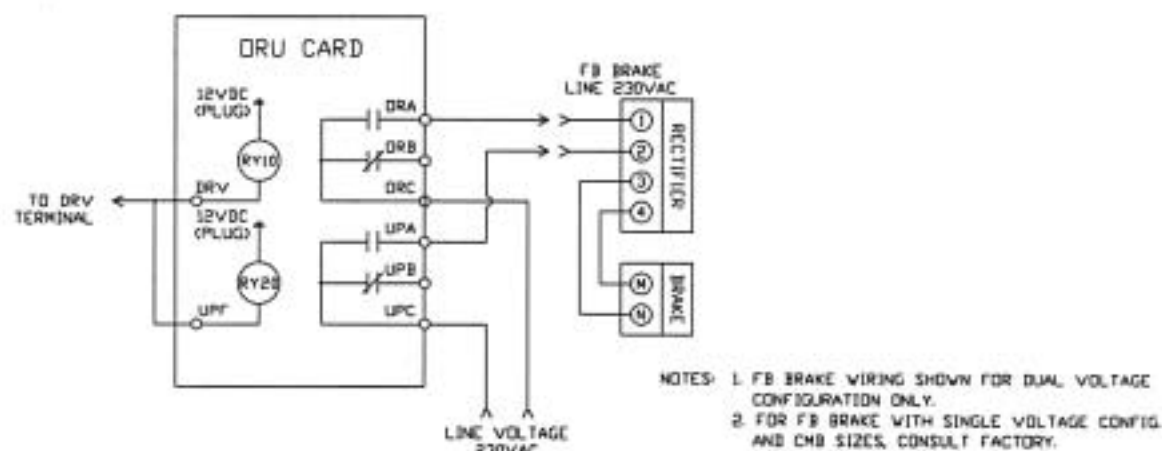 DRU CARD
12VDC
(PLUG)
RY10
DRV
TO DRV
TERMINAL
12VDC
(PLUG)
RY20
UPF
DRA
DRB
DRC
UPA
UPB
UPC
LINE VOLTAGE
230VAC
FB BRAKE
LINE 230VAC
1
2
3
4
RECTIFIER
M
N
BRAKE
NOTES: 1. FB BRAKE WIRING SHOWN FOR DUAL VOLTAGE
CONFIGURATION ONLY.
2. FOR FB BRAKE WITH SINGLE VOLTAGE CONFIG.
AND CMB SIZES, CONSULT FACTORY.